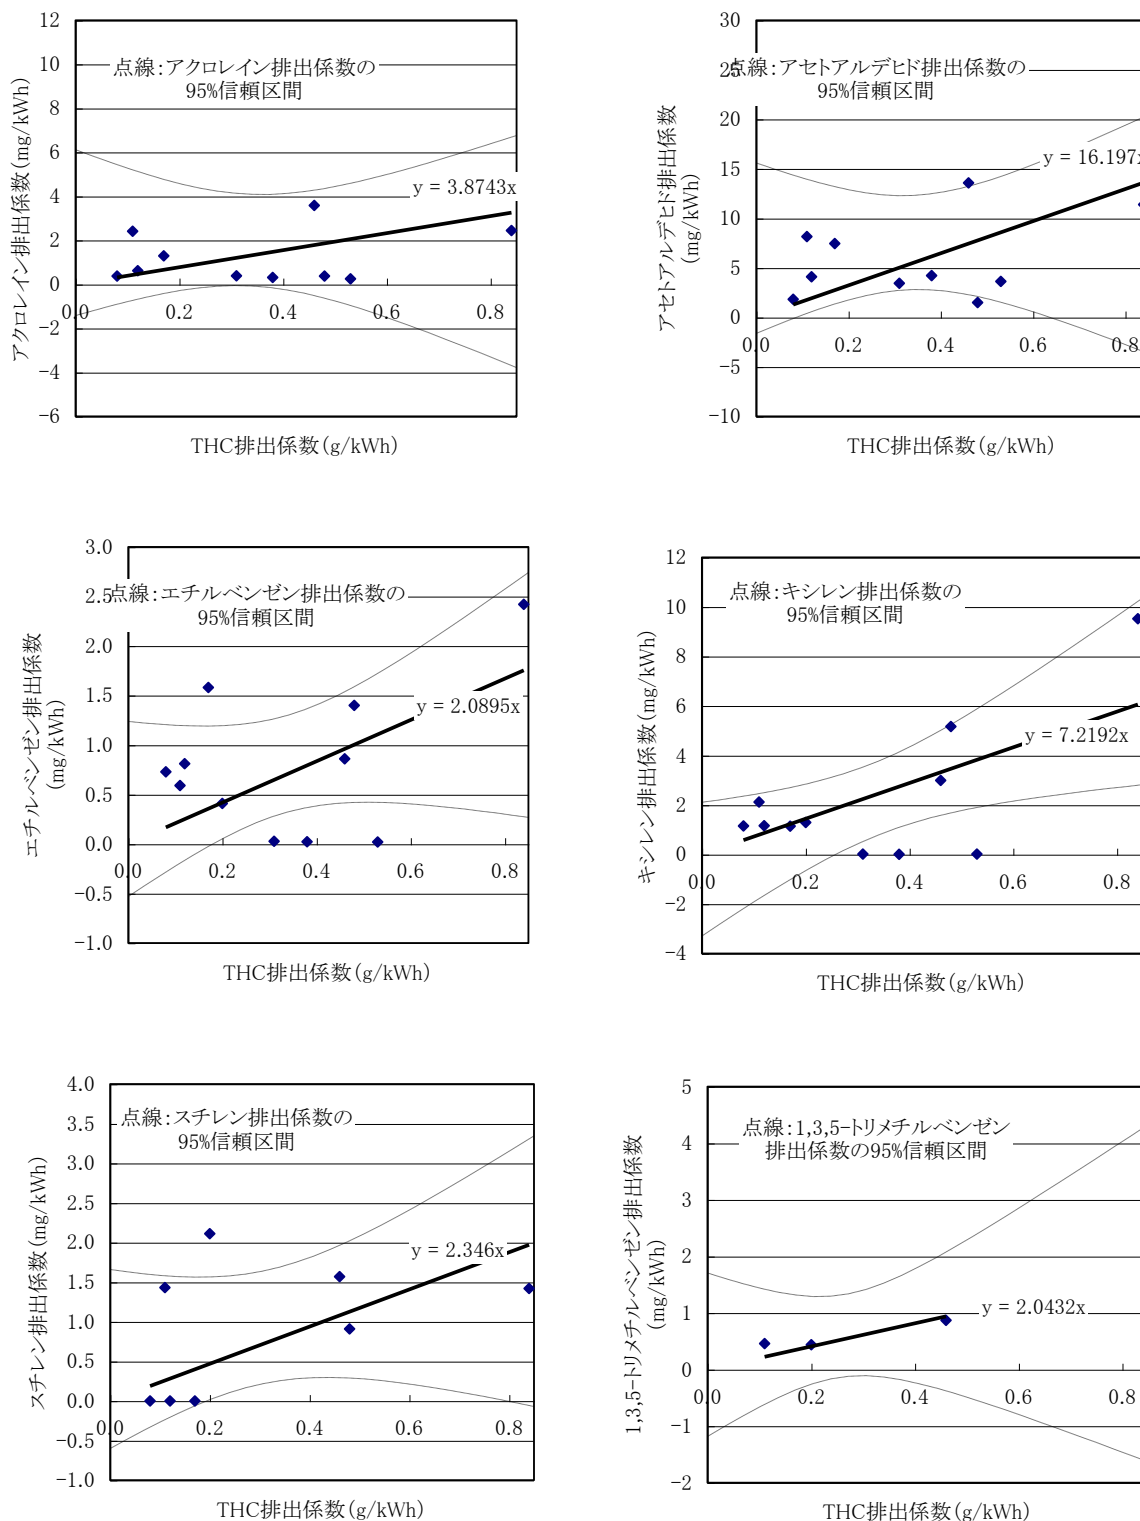 12
10
8
6
4
2
0
−2
−4
−6
0.0
0.2
0.4
0.6
0.8
点線：アクロレイン排出係数の
95%信頼区間
y = 3.8743x
アクロレイン排出係数(mg/kWh)
THC排出係数(g/kWh)
30
25
20
15
10
5
0
−5
−10
0.0
0.2
0.4
0.6
0.8
点線：アセトアルデヒド排出係数の
95%信頼区間
y = 16.197x
アセトアルデヒド排出係数
(mg/kWh)
THC排出係数(g/kWh)
3.0
2.5
2.0
1.5
1.0
0.5
0.0
−0.5
−1.0
0.0
0.2
0.4
0.6
0.8
点線：エチルベンゼン排出係数の
95%信頼区間
y = 2.0895x
エチルベンゼン排出係数
(mg/kWh)
THC排出係数(g/kWh)
12
10
8
6
4
2
0
−2
−4
0.0
0.2
0.4
0.6
0.8
点線：キシレン排出係数の
95%信頼区間
y = 7.2192x
キシレン排出係数(mg/kWh)
THC排出係数(g/kWh)
4.0
3.5
3.0
2.5
2.0
1.5
1.0
0.5
0.0
−0.5
−1.0
0.0
0.2
0.4
0.6
0.8
点線：スチレン排出係数の
95%信頼区間
y = 2.346x
スチレン排出係数(mg/kWh)
THC排出係数(g/kWh)
5
4
3
2
1
0
−1
−2
0.0
0.2
0.4
0.6
0.8
点線：1,3,5−トリメチルベンゼン
排出係数の95%信頼区間
y = 2.0432x
1,3,5−トリメチルベンゼン排出係数
(mg/kWh)
THC排出係数(g/kWh)